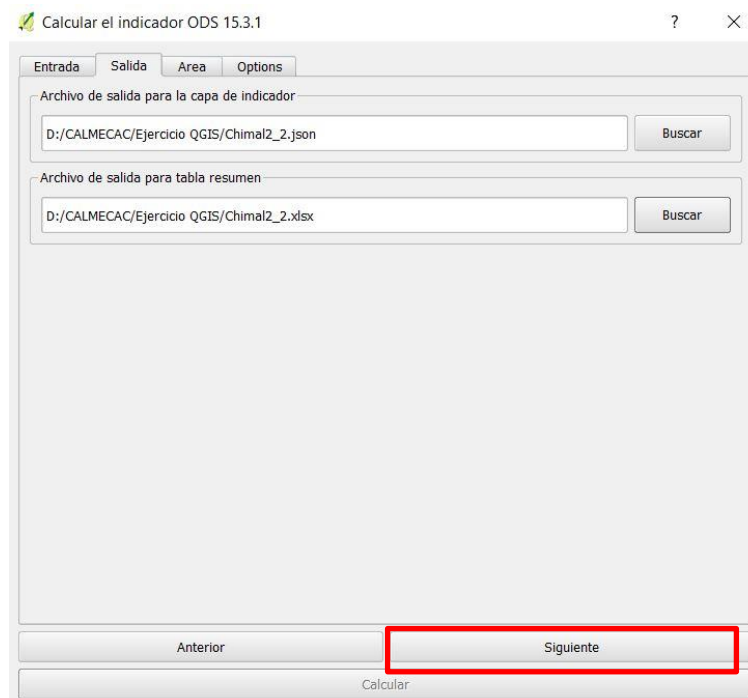 Calcular el indicador ODS 15.3.1 ?
Entrada Salida Area Options
Archivo de salida para la capa de indicador
D:/CALMECAC/Ejercicio QGIS/Chimal2_2.json Buscar
Archivo de salida para tabla resumen
D:/CALMECAC/Ejercicio QGIS/Chimal2_2.xlsx Buscar
Anterior Siguiente
Calcular